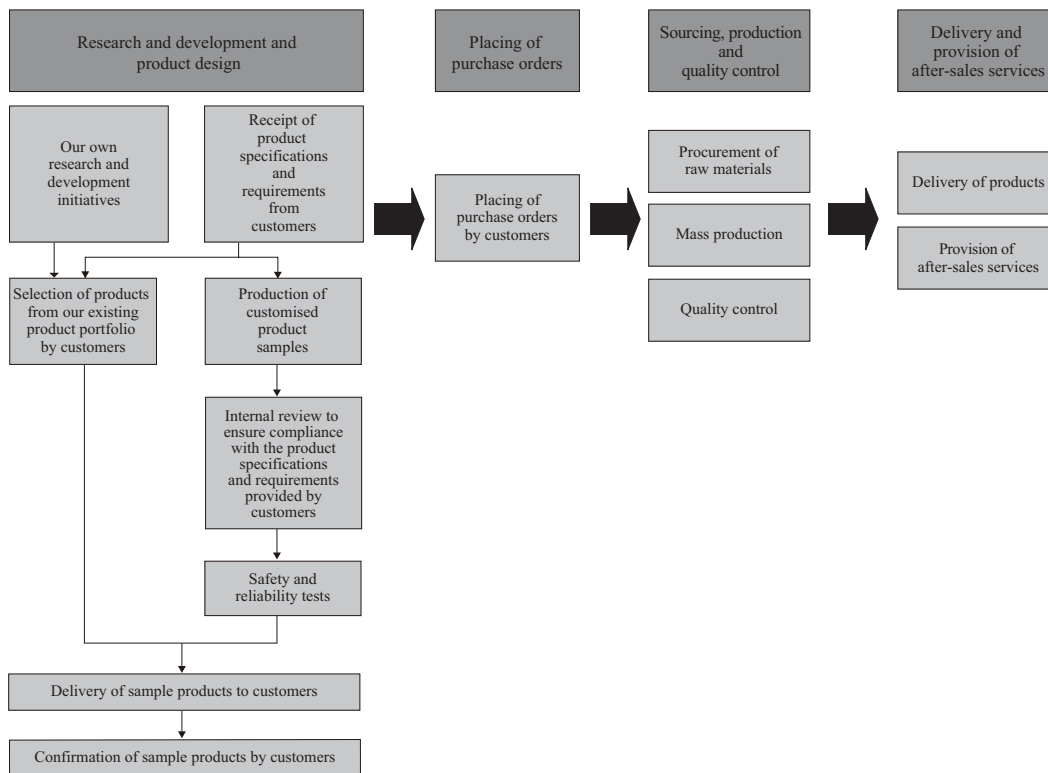 Research and development and
product design
Placing of
purchase orders
Sourcing, production
and
quality control
Delivery and
provision of
after-sales services
Our own
research and
development
initiatives
Receipt of
product
specifications
and
requirements
from
customers
Selection of products
from our existing
product portfolio
by customers
Production of
customised
product
samples
Internal review to
ensure compliance
with the product
specifications
and requirements
provided by
customers
Safety and
reliability tests
Delivery of sample products to customers
Confirmation of sample products by customers
Placing of
purchase orders
by customers
Procurement of
raw materials
Mass production
Quality control
Delivery of products
Provision of
after-sales services